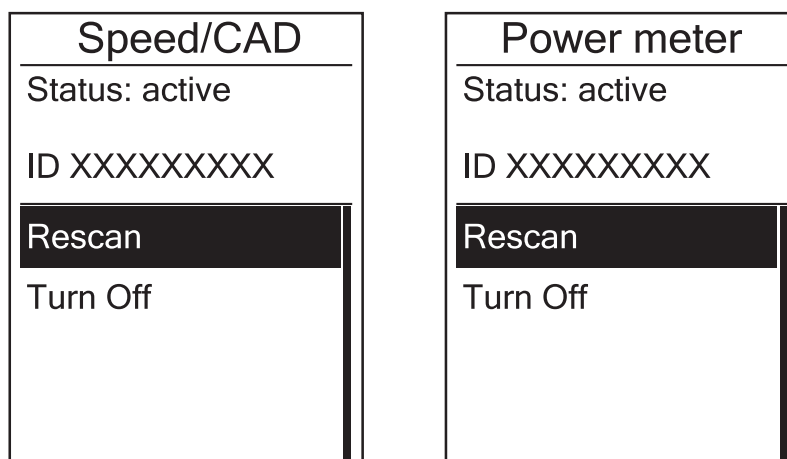 Speed/CAD
Status: active
ID XXXXXXXXX
Rescan
Turn Off
Power meter
Status: active
ID XXXXXXXXX
Rescan
Turn Off